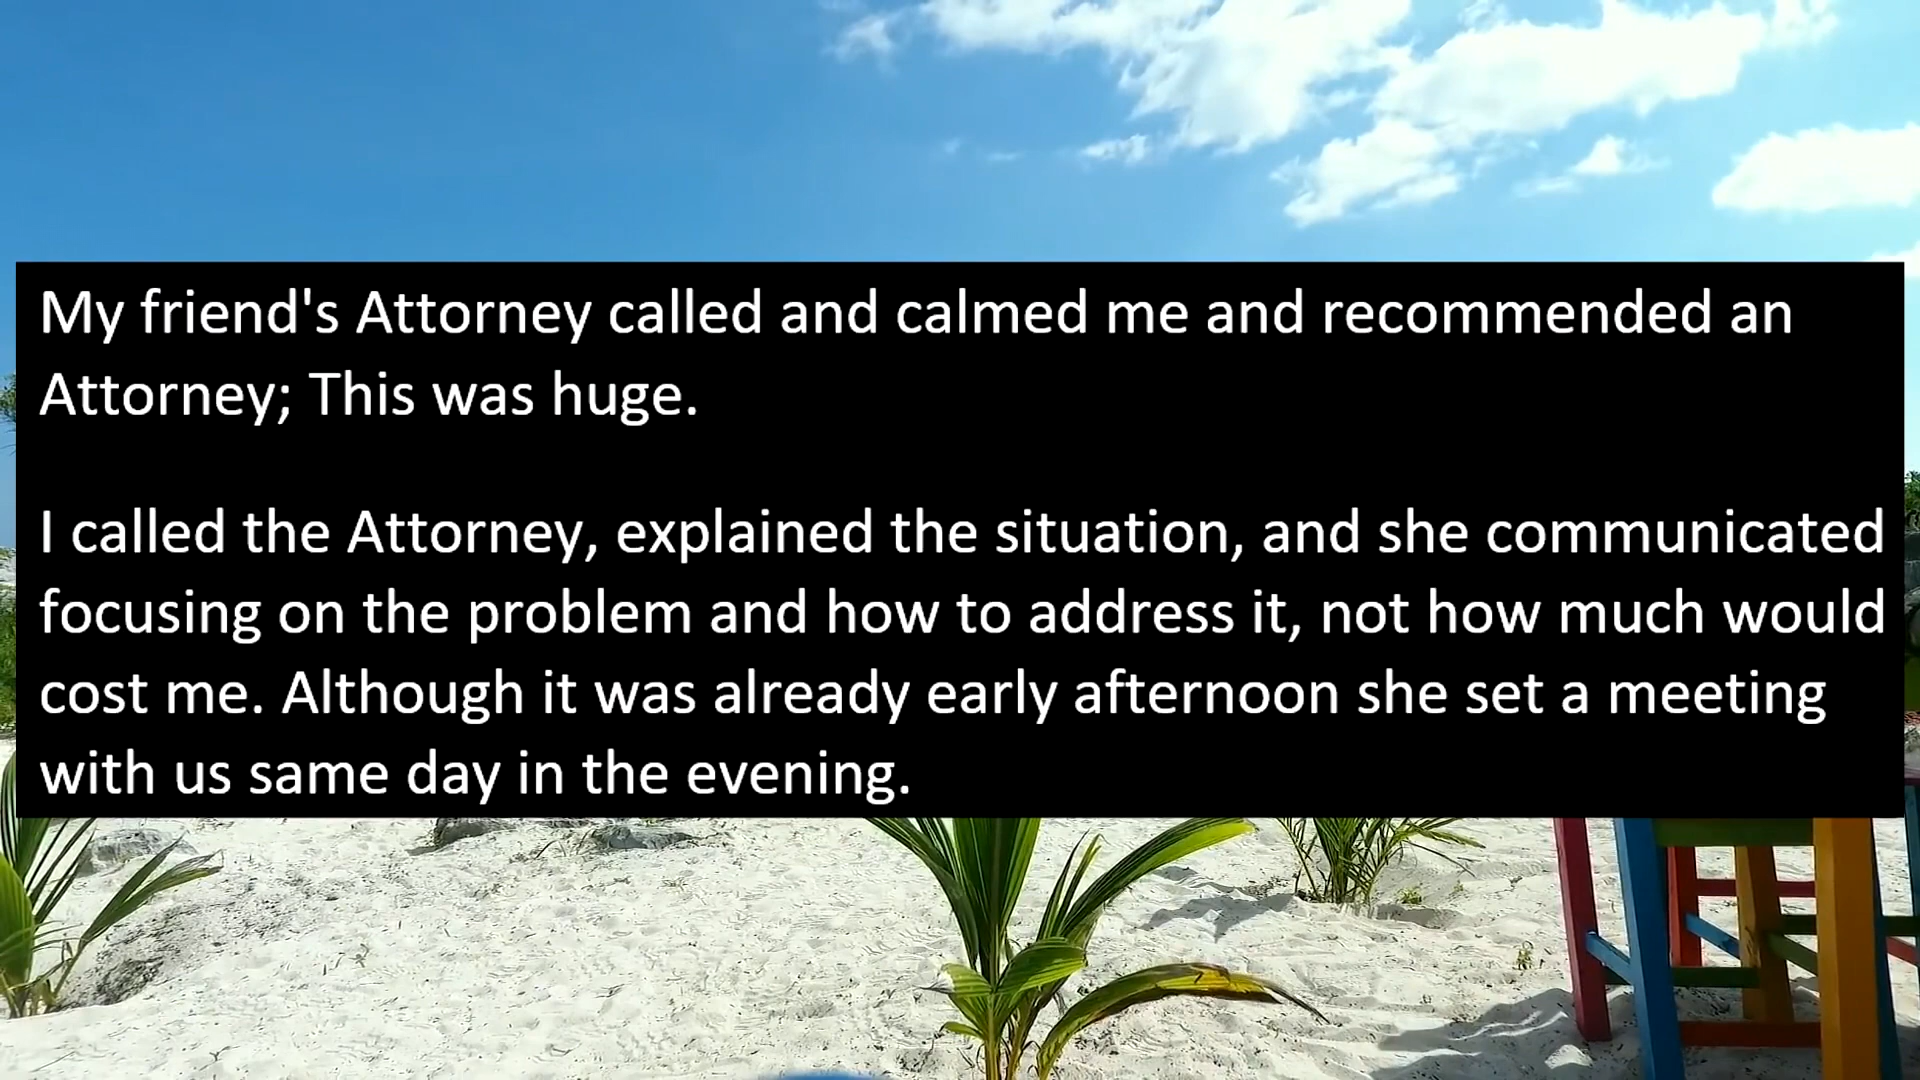 My friend's Attorney called and calmed me and recommended an
Attorney; This was huge.
I called the Attorney, explained the situation, and she communicated
focusing on the problem and how to address it, not how much would
cost me. Although it was already early afternoon she set a meeting
with us same day in the evening.